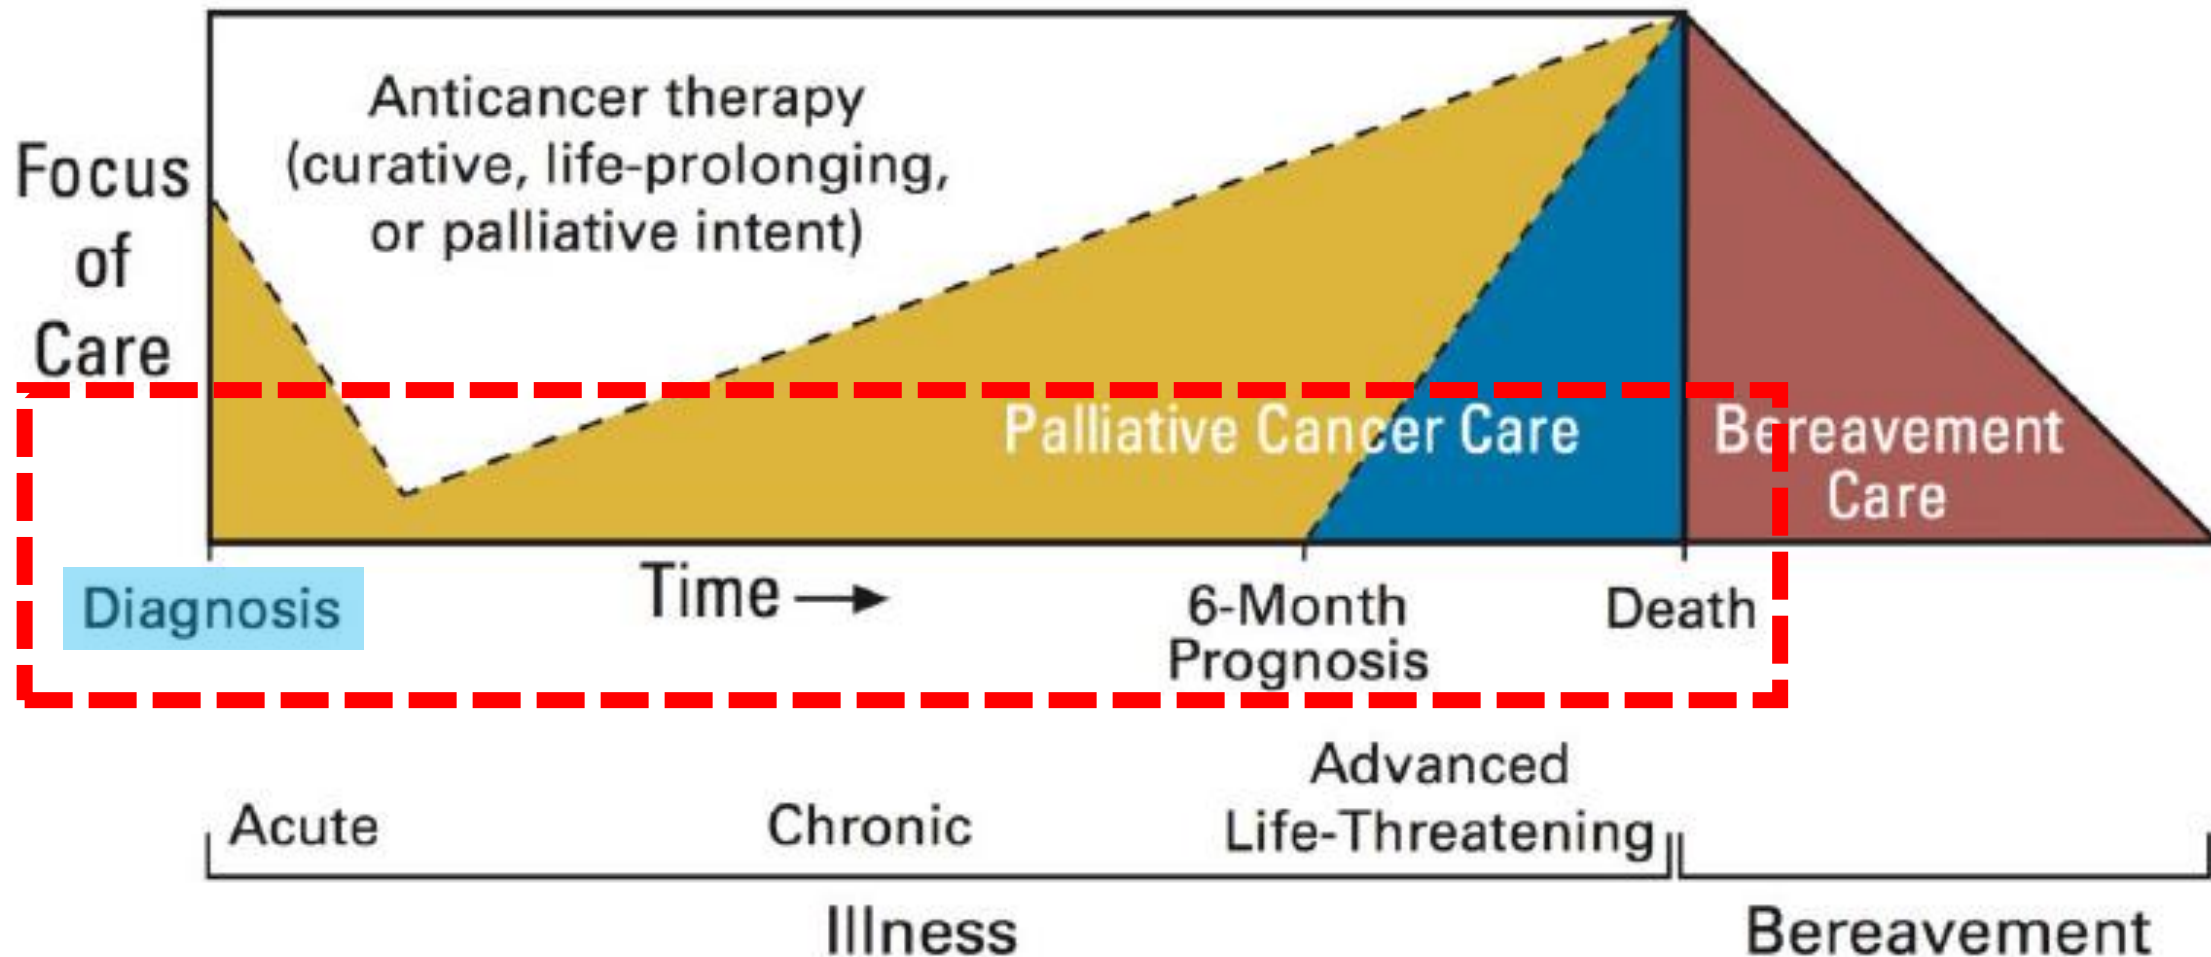 Anticancer therapy
(curative, life-prolonging,
or palliative intent)
Focus
of
Care
Palliative Cancer Care
Bereavement
Care
Diagnosis
Time
6-Month
Prognosis
Death
Acute
Chronic
Advanced
Life-Threatening
Illness
Bereavement